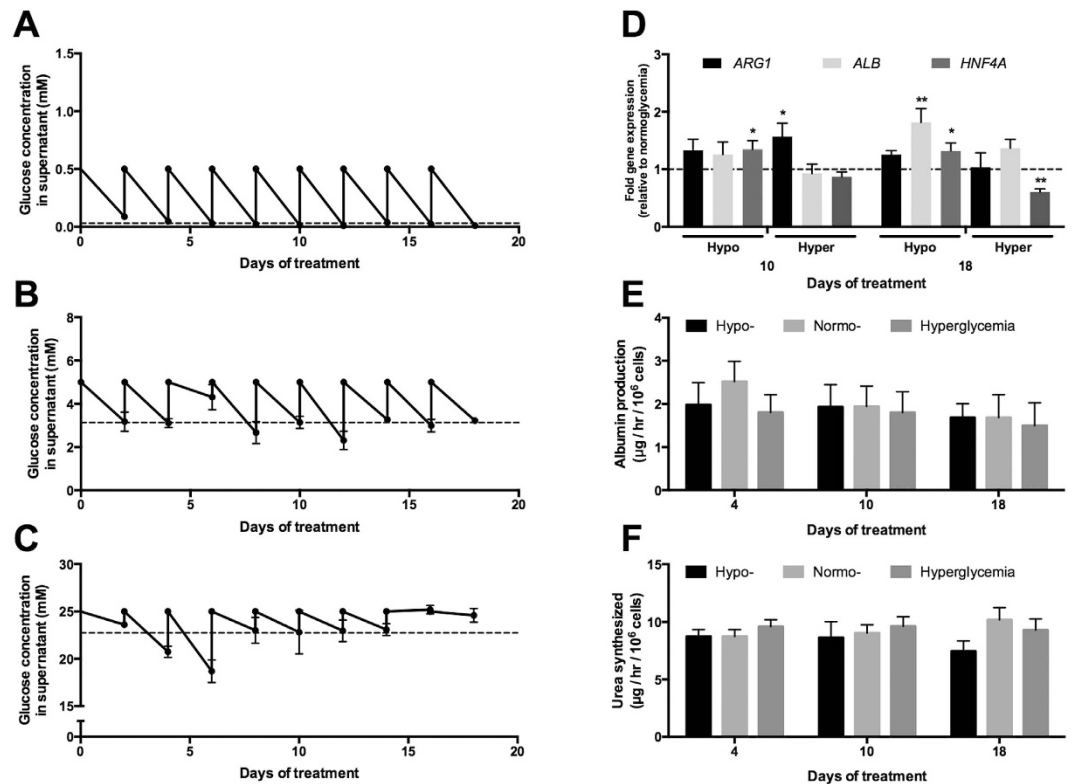 A
Glucose concentration
in supernatant (mM)
1.5
1.0
0.5
0.0
0 5 10 15 20
Days of treatment
B
Glucose concentration
in supernatant (mM)
8
6
4
2
0
0 5 10 15 20
Days of treatment
C
Glucose concentration
in supernatant (mM)
30
25
20
15
0
0 5 10 15 20
Days of treatment
D
Fold gene expression
(relative to normoglycemia)
3
2
1
0
ARG1 ALB HNF4A
* * ** * **
Hypo Hyper Hypo Hyper
10 18
Days of treatment
E
Albumin production
(μg / hr / 10⁶ cells)
4
3
2
1
0
Hypo- Normo- Hyperglycemia
4 10 18
Days of treatment
F
Urea synthesized
(μg / hr / 10⁶ cells)
15
10
5
0
Hypo- Normo- Hyperglycemia
4 10 18
Days of treatment